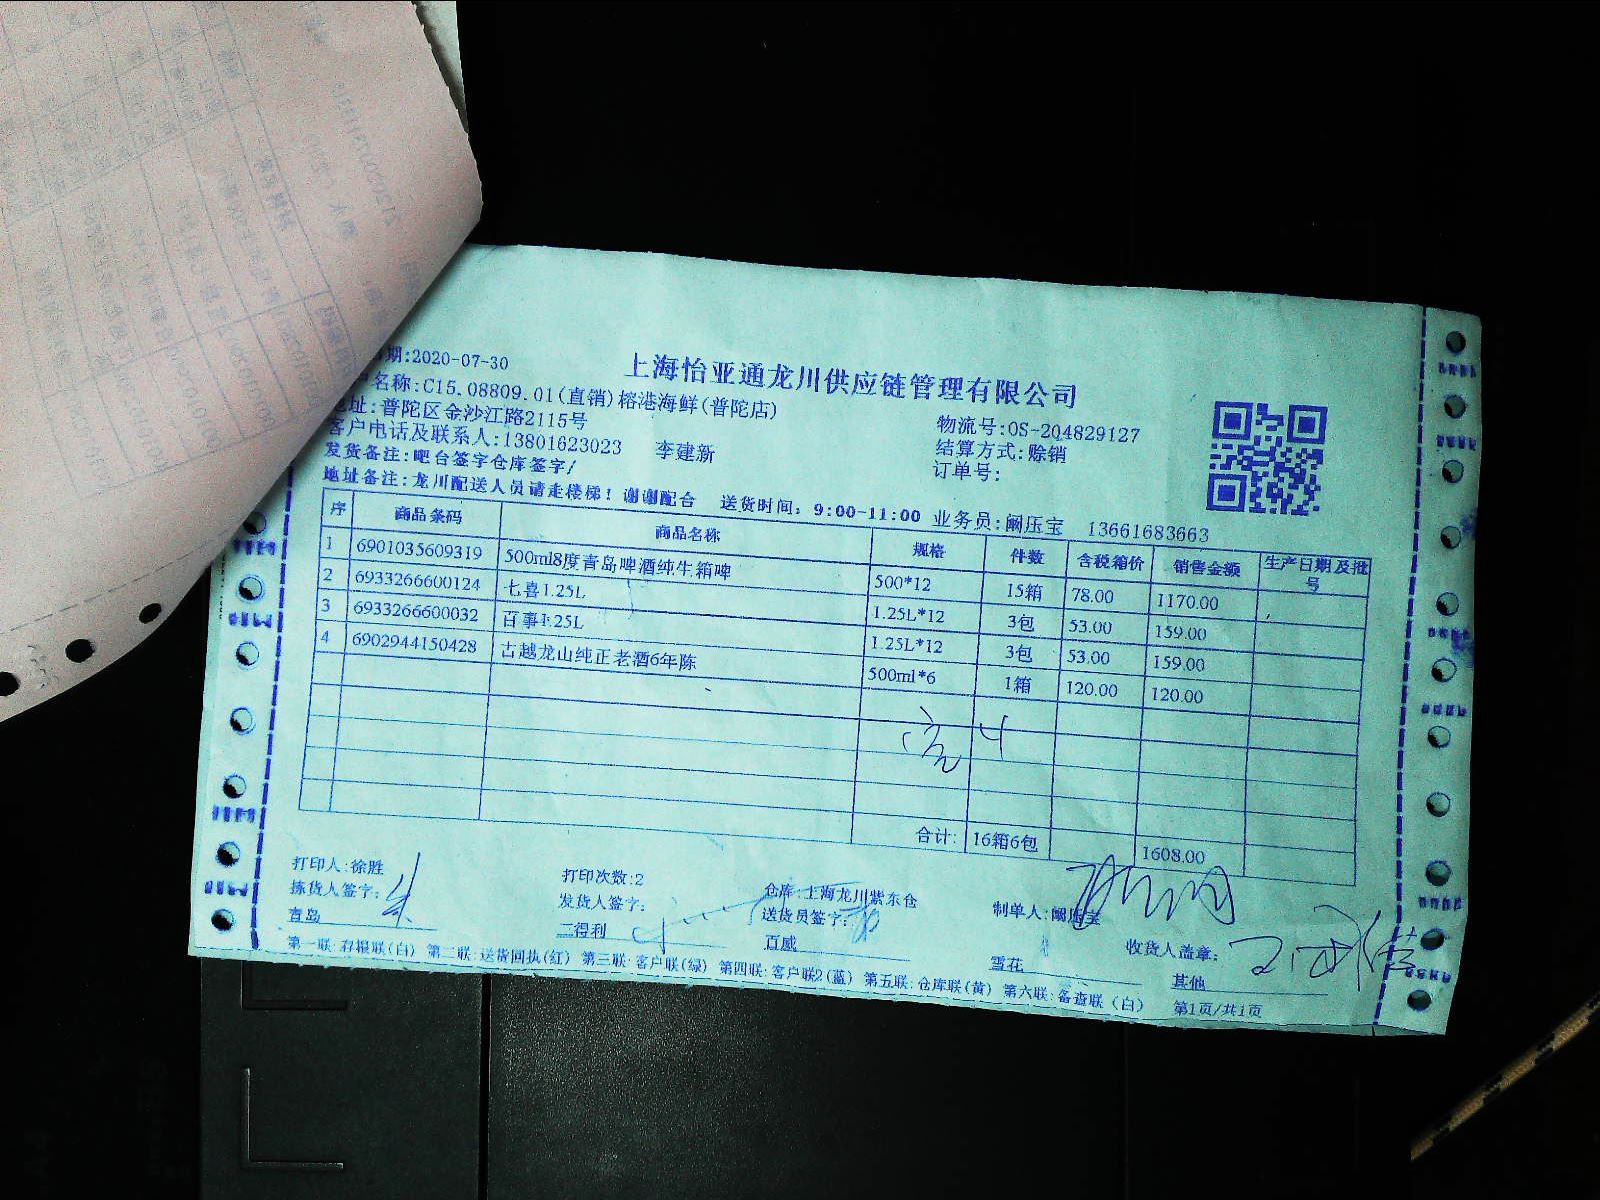 上海怡亚通龙川供应链管理有限公司
期:2020-07-30
名称:C15.08809.01(直销)榕港海鲜(普陀店)
址:普陀区金沙江路2115号
物流号:OS-204829127
客户电话及联系人:13801623023 李建新
结算方式:赊销
发货备注:吧台签字仓库签字/
订单号:
地址备注:龙川配送人员请走楼梯！谢谢配合 送货时间：9:00-11:00 业务员:阚压宝 13661683663
序 商品条码 商品名称 规格 件数 含税箱价 销售金额 生产日期及批号
1 6901035609319 500ml8度青岛啤酒纯生箱啤 500*12 15箱 78.00 1170.00
2 6933266600124 七喜1.25L 1.25L*12 3包 53.00 159.00
3 6933266600032 百事1.25L 1.25L*12 3包 53.00 159.00
4 6902944150428 古越龙山纯正老酒6年陈 500ml*6 1箱 120.00 120.00
合计: 16箱6包 1608.00
打印人:徐胜 打印次数:2 仓库:上海龙川紫东仓 制单人:阚压宝
拣货人签字: 发货人签字: 送货员签字: 收货人盖章:
青岛 三得利 百威 雪花 其他
第一联:存根联(白) 第二联:送货回执(红) 第三联:客户联(绿) 第四联:客户联2(蓝) 第五联:仓库联(黄) 第六联:备查联(白) 第1页/共1页